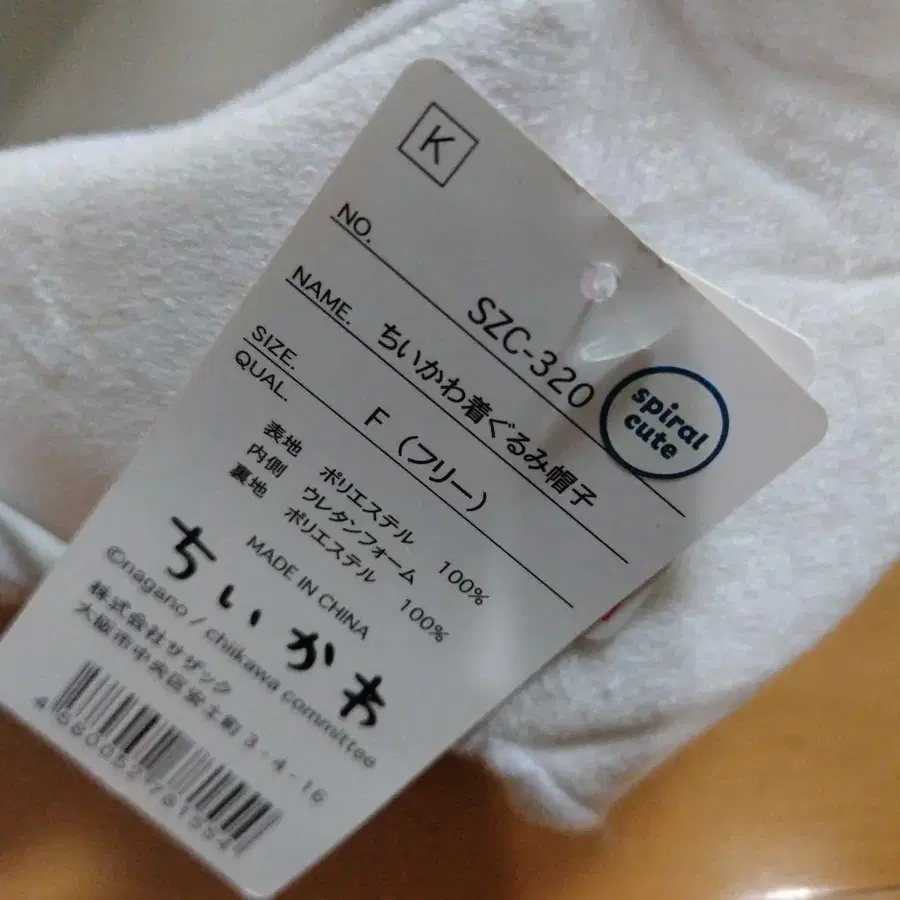 K
NO. SZC-320
spiral
cute
NAME. ちいかわ着ぐるみ帽子
SIZE. F (フリー)
QUAL.
表地 ポリエステル 100%
内側 ウレタンフォーム
裏地 ポリエステル 100%
MADE IN CHINA
ちいかわ
©nagano / chiikawa committee
株式会社サザック
大阪市中央区安土町3-4-16